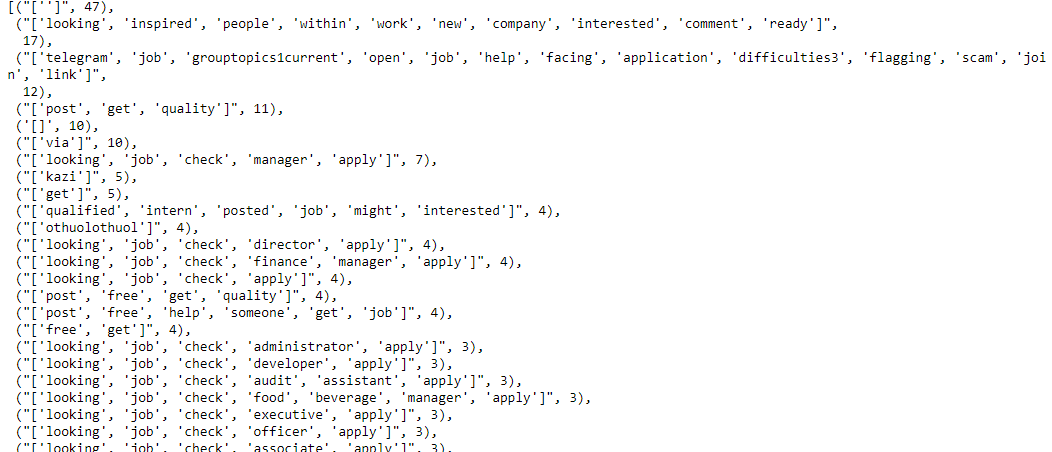 [("['']", 47),
("['looking', 'inspired', 'people', 'within', 'work', 'new', 'company', 'interested', 'comment', 'ready']",
17),
("['telegram', 'job', 'grouptopics1current', 'open', 'job', 'help', 'facing', 'application', 'difficulties3', 'flagging', 'scam', 'joi
n', 'link']",
12),
("['post', 'get', 'quality']", 11),
('[]', 10),
("['via']", 10),
("['looking', 'job', 'check', 'manager', 'apply']", 7),
("['kazi']", 5),
("['get']", 5),
("['qualified', 'intern', 'posted', 'job', 'might', 'interested']", 4),
("['othuolothuol']", 4),
("['looking', 'job', 'check', 'director', 'apply']", 4),
("['looking', 'job', 'check', 'finance', 'manager', 'apply']", 4),
("['looking', 'job', 'check', 'apply']", 4),
("['post', 'free', 'get', 'quality']", 4),
("['post', 'free', 'help', 'someone', 'get', 'job']", 4),
("['free', 'get']", 4),
("['looking', 'job', 'check', 'administrator', 'apply']", 3),
("['looking', 'job', 'check', 'developer', 'apply']", 3),
("['looking', 'job', 'check', 'audit', 'assistant', 'apply']", 3),
("['looking', 'job', 'check', 'food', 'beverage', 'manager', 'apply']", 3),
("['looking', 'job', 'check', 'executive', 'apply']", 3),
("['looking', 'job', 'check', 'officer', 'apply']", 3),
("['looking', 'job', 'check', 'associate', 'apply']", 3),